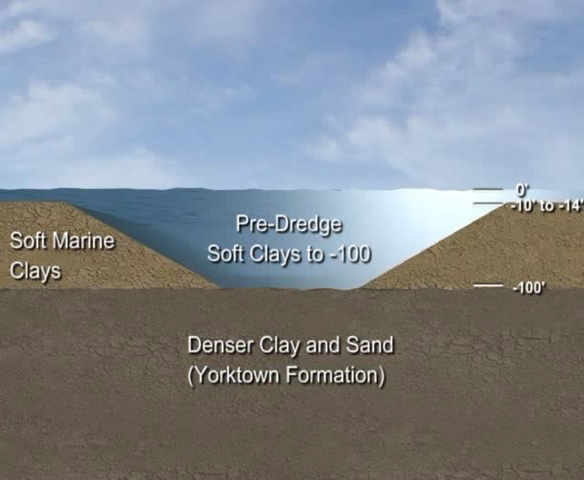 0'
-10' to -14'
Pre-Dredge
Soft Clays to -100
Soft Marine
Clays
-100'
Denser Clay and Sand
(Yorktown Formation)